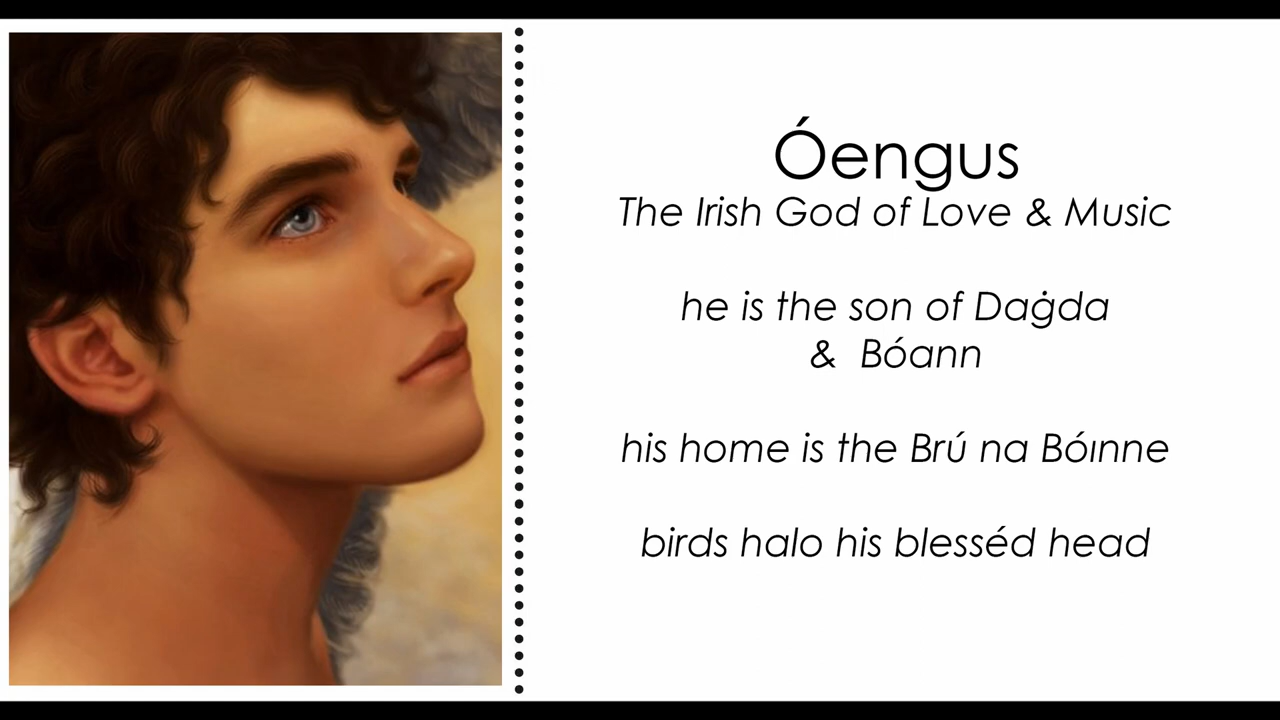 Óengus
The Irish God of Love & Music
he is the son of Daġda
& Bóann
his home is the Brú na Bóınne
birds halo his blesséd head